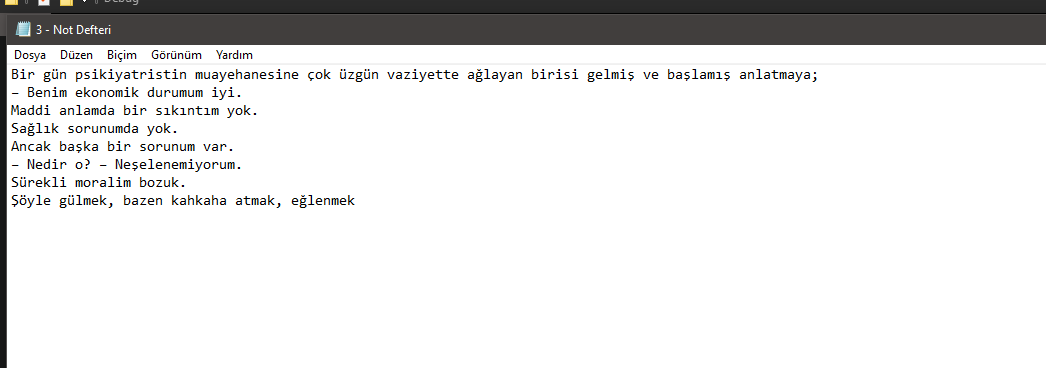 Debug
3 - Not Defteri
Dosya Düzen Biçim Görünüm Yardım
Bir gün psikiyatristin muayehanesine çok üzgün vaziyette ağlayan birisi gelmiş ve başlamış anlatmaya;
– Benim ekonomik durumum iyi.
Maddi anlamda bir sıkıntım yok.
Sağlık sorunumda yok.
Ancak başka bir sorunum var.
– Nedir o? – Neşelenemiyorum.
Sürekli moralim bozuk.
Şöyle gülmek, bazen kahkaha atmak, eğlenmek